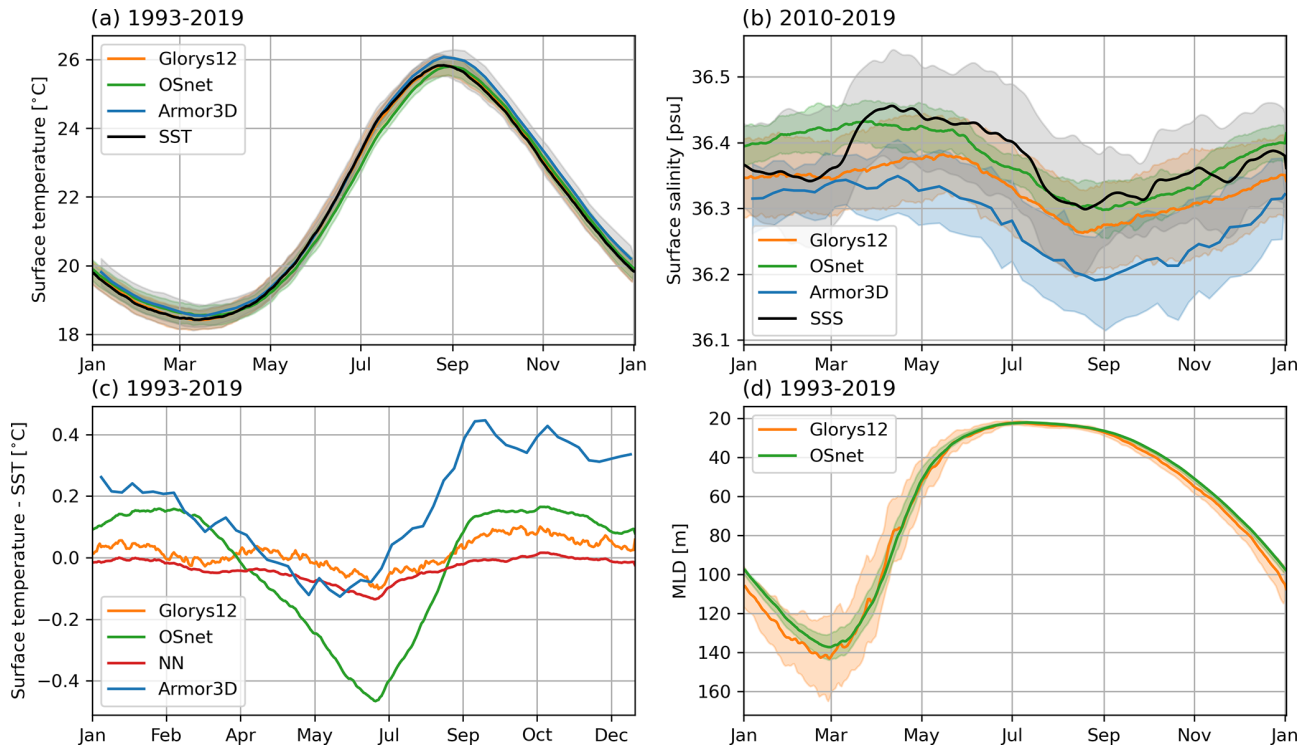 (a) 1993-2019
Surface temperature [°C]
26
24
22
20
18
Glorys12
OSnet
Armor3D
SST
Jan Mar May Jul Sep Nov Jan
(b) 2010-2019
Surface salinity [psu]
36.5
36.4
36.3
36.2
36.1
Glorys12
OSnet
Armor3D
SSS
Jan Mar May Jul Sep Nov Jan
(c) 1993-2019
Surface temperature - SST [°C]
0.4
0.2
0.0
−0.2
−0.4
Glorys12
OSnet
NN
Armor3D
Jan Feb Apr May Jul Sep Oct Dec
(d) 1993-2019
MLD [m]
20
40
60
80
100
120
140
160
Glorys12
OSnet
Jan Mar May Jul Sep Nov Jan